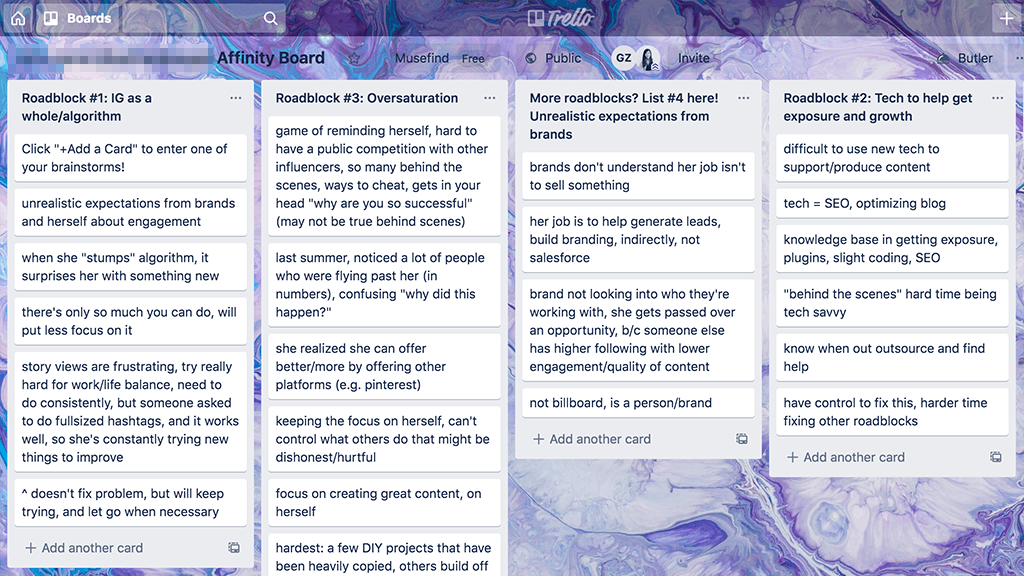 Boards
Trello
Affinity Board
Musefind
Free
Public
GZ
Invite
Butler
Roadblock #1: IG as a
whole/algorithm
Click "+Add a Card" to enter one of
your brainstorms!
unrealistic expectations from brands
and herself about engagement
when she "stumps" algorithm, it
surprises her with something new
there's only so much you can do, will
put less focus on it
story views are frustrating, try really
hard for work/life balance, need to
do consistently, but someone asked
to do fullsized hashtags, and it works
well, so she's constantly trying new
things to improve
^ doesn't fix problem, but will keep
trying, and let go when necessary
+ Add another card
Roadblock #3: Oversaturation
game of reminding herself, hard to
have a public competition with other
influencers, so many behind the
scenes, ways to cheat, gets in your
head "why are you so successful"
(may not be true behind scenes)
last summer, noticed a lot of people
who were flying past her (in
numbers), confusing "why did this
happen?"
she realized she can offer
better/more by offering other
platforms (e.g. pinterest)
keeping the focus on herself, can't
control what others do that might be
dishonest/hurtful
focus on creating great content, on
herself
hardest: a few DIY projects that have
been heavily copied, others build off
More roadblocks? List #4 here!
Unrealistic expectations from
brands
brands don't understand her job isn't
to sell something
her job is to help generate leads,
build branding, indirectly, not
salesforce
brand not looking into who they're
working with, she gets passed over
an opportunity, b/c someone else
has higher following with lower
engagement/quality of content
not billboard, is a person/brand
+ Add another card
Roadblock #2: Tech to help get
exposure and growth
difficult to use new tech to
support/produce content
tech = SEO, optimizing blog
knowledge base in getting exposure,
plugins, slight coding, SEO
"behind the scenes" hard time being
tech savvy
know when out outsource and find
help
have control to fix this, harder time
fixing other roadblocks
+ Add another card